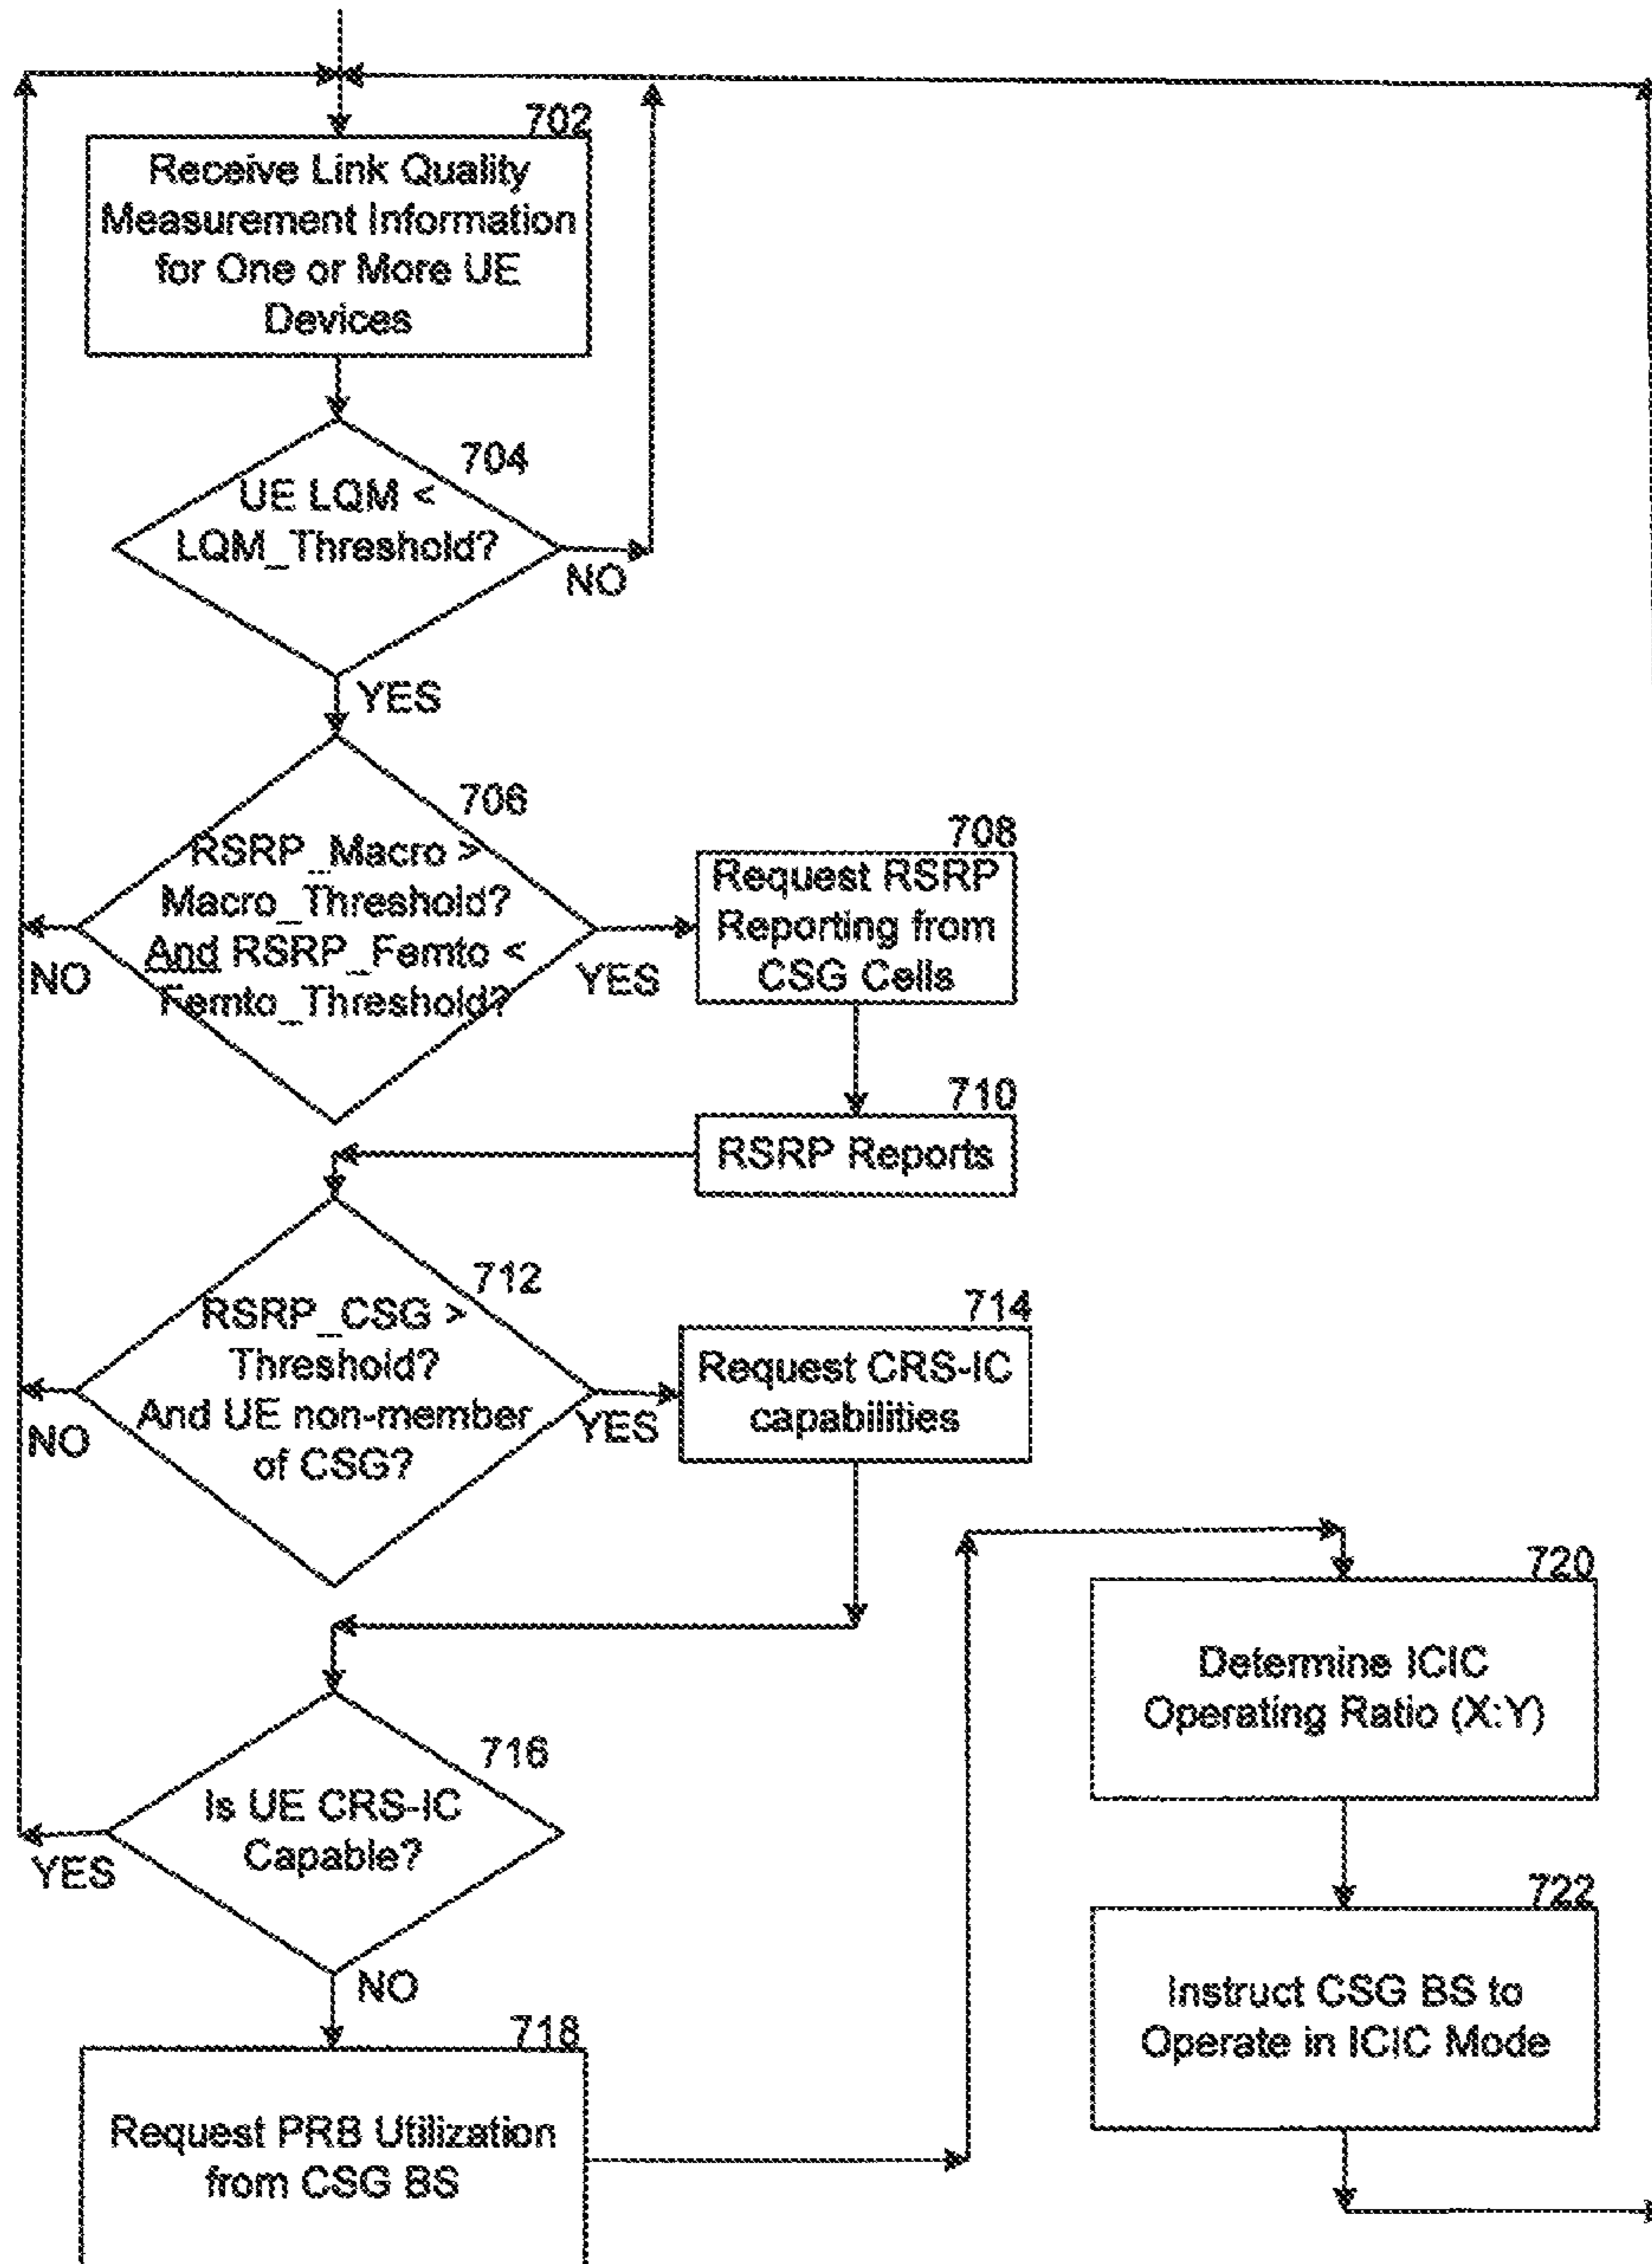 702
Receive Link Quality
Measurement Information
for One or More UE
Devices
704
UE LQM <
LQM_Threshold?
NO
YES
706
RSRP_Macro >
Macro_Threshold?
And RSRP_Femto <
Femto_Threshold?
NO
YES
708
Request RSRP
Reporting from
CSG Cells
710
RSRP Reports
712
RSRP_CSG >
Threshold?
And UE non-member
of CSG?
NO
YES
714
Request CRS-IC
capabilities
716
Is UE CRS-IC
Capable?
YES
NO
718
Request PRB Utilization
from CSG BS
720
Determine ICIC
Operating Ratio (X:Y)
722
Instruct CSG BS to
Operate in ICIC Mode